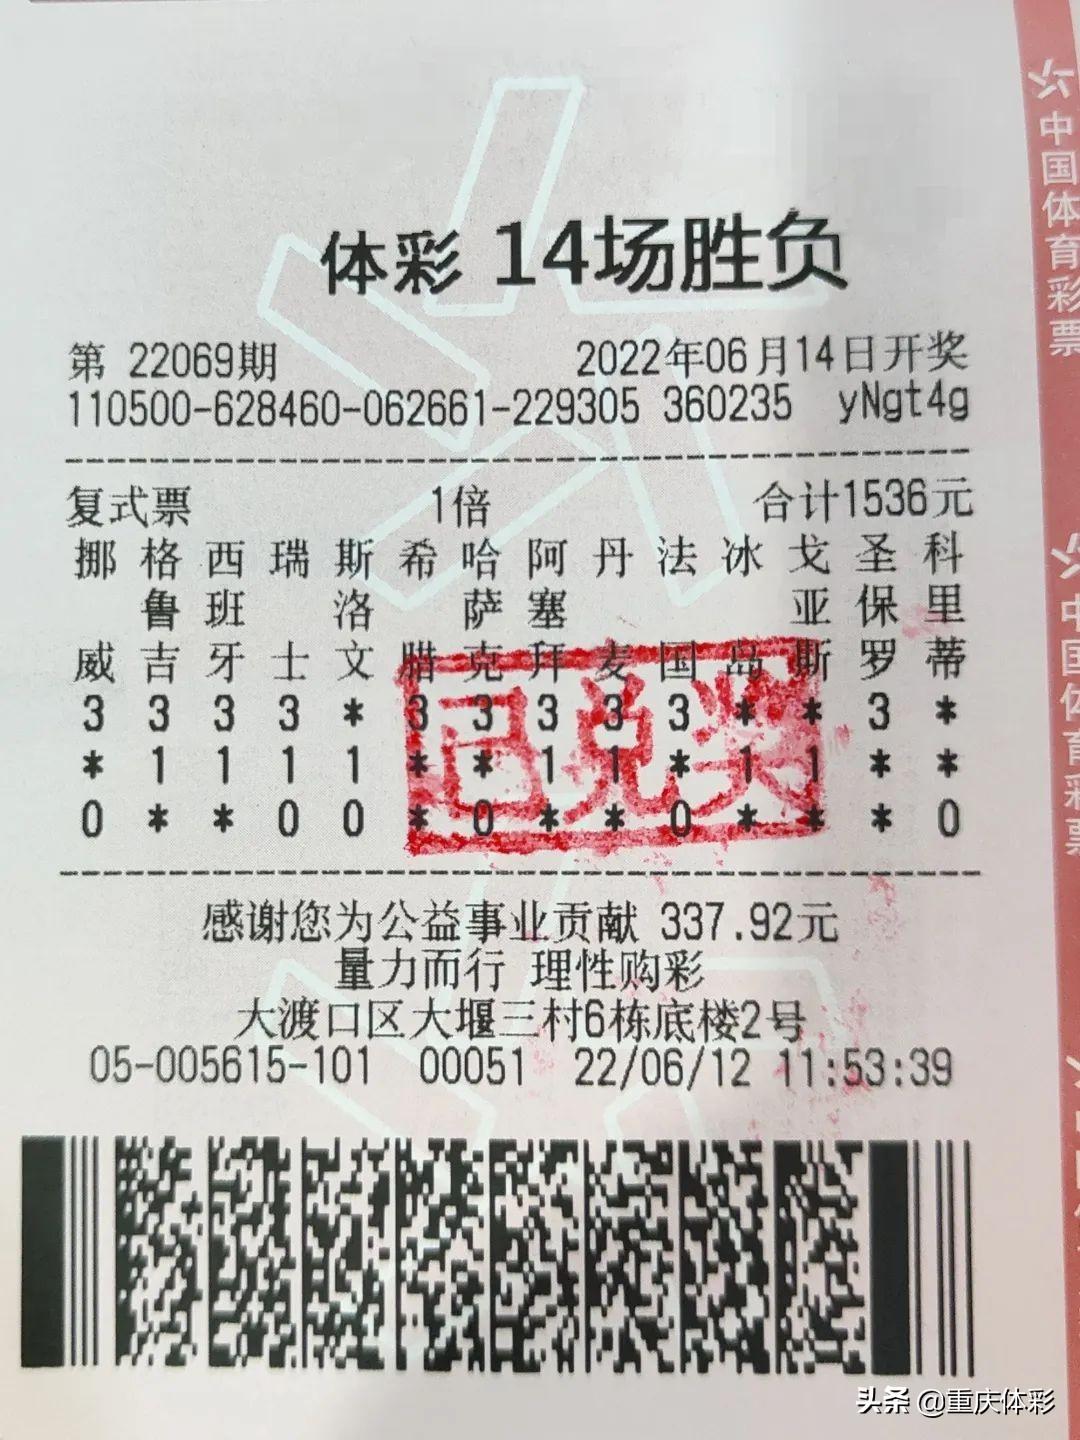 体彩 14场胜负
第 22069期 2022年06月14日开奖
110500-628460-062661-229305 360235 yNgt4g
复式票 1倍 合计1536元
挪 格 西 瑞 斯 希 哈 阿 丹 法 冰 戈 圣 科
鲁 班 洛 萨 塞 亚 保 里
威 吉 牙 士 文 腊 克 拜 麦 国 岛 斯 罗 蒂
3 3 3 3 * 3 3 3 3 3 * * 3 *
* 1 1 1 1 * * 1 1 * 1 1 * *
0 * * 0 0 * 0 * * 0 * * * 0
已兑奖
感谢您为公益事业贡献 337.92元
量力而行 理性购彩
大渡口区大堰三村6栋底楼2号
05-005615-101 00051 22/06/12 11:53:39
中国体育彩票
中国体育彩票
头条 @重庆体彩